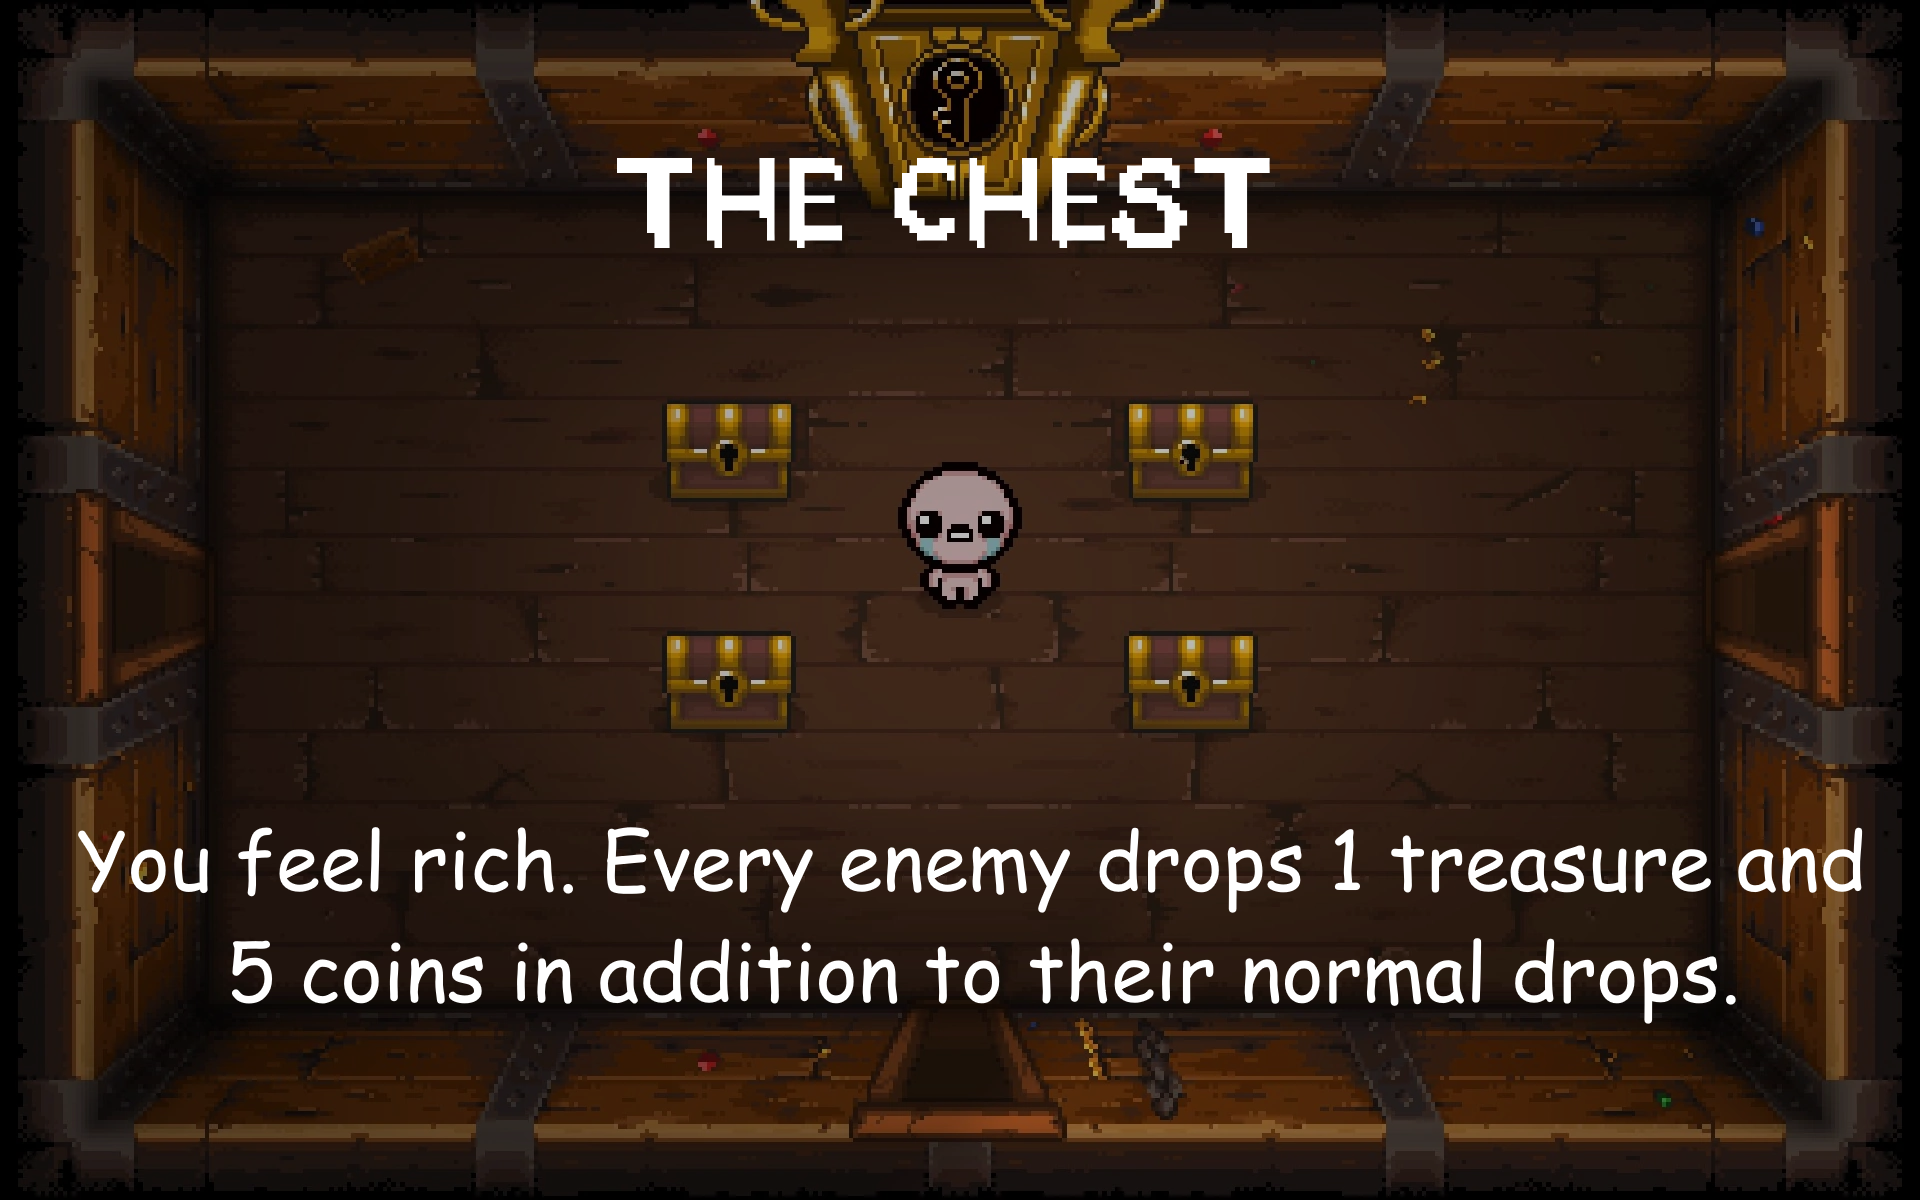 THE CHEST
You feel rich. Every enemy drops 1 treasure and
5 coins in addition to their normal drops.